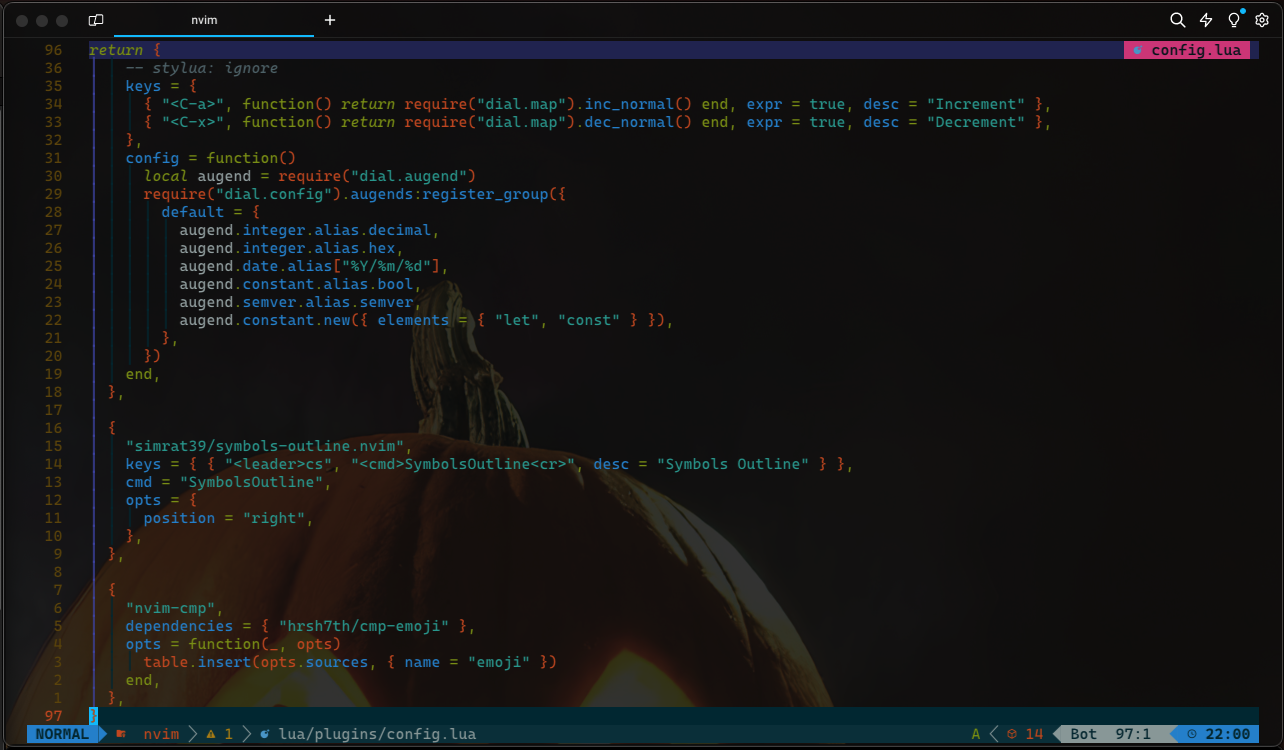 nvim
96 return {
config.lua
36 -- stylua: ignore
35 keys = {
34 { "<C-a>", function() return require("dial.map").inc_normal() end, expr = true, desc = "Increment" },
33 { "<C-x>", function() return require("dial.map").dec_normal() end, expr = true, desc = "Decrement" },
32 },
31 config = function()
30 local augend = require("dial.augend")
29 require("dial.config").augends:register_group({
28 default = {
27 augend.integer.alias.decimal,
26 augend.integer.alias.hex,
25 augend.date.alias["%Y/%m/%d"],
24 augend.constant.alias.bool,
23 augend.semver.alias.semver,
22 augend.constant.new({ elements = { "let", "const" } }),
21 },
20 })
19 end,
18 },
17
16 {
15 "simrat39/symbols-outline.nvim",
14 keys = { { "<leader>cs", "<cmd>SymbolsOutline<cr>", desc = "Symbols Outline" } },
13 cmd = "SymbolsOutline",
12 opts = {
11 position = "right",
10 },
9 },
8
7 {
6 "nvim-cmp",
5 dependencies = { "hrsh7th/cmp-emoji" },
4 opts = function(_, opts)
3 table.insert(opts.sources, { name = "emoji" })
2 end,
1 },
97 }
NORMAL nvim 1 lua/plugins/config.lua A 14 Bot 97:1 22:00